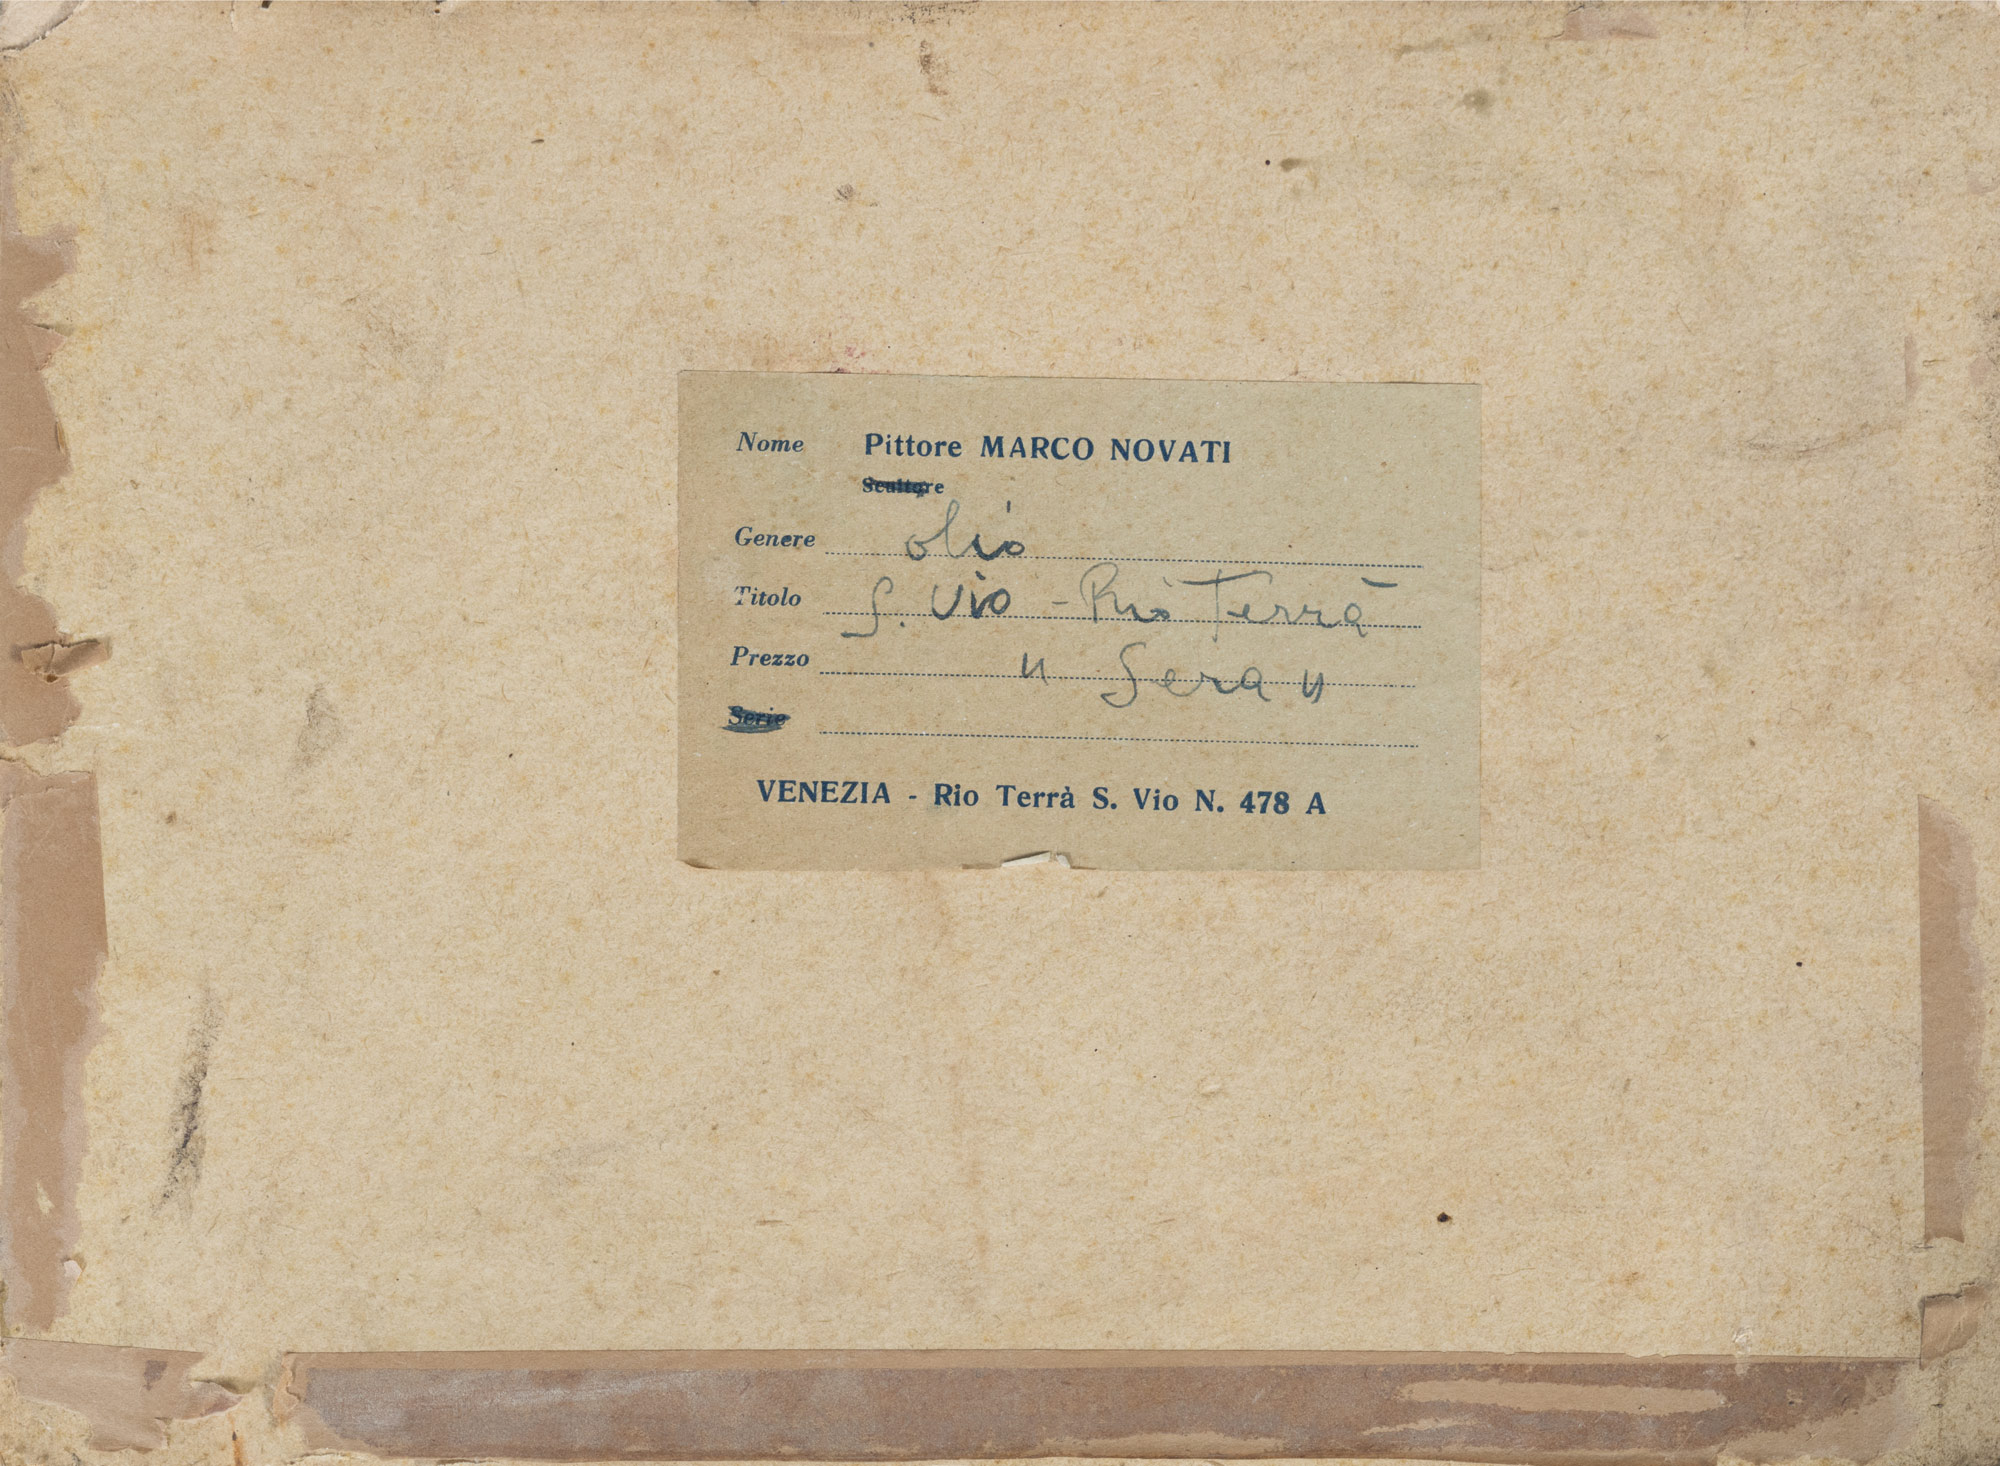 Nome Pittore MARCO NOVATI
Scultore
Genere olio
Titolo S. Vio - Rio Terrà
Prezzo " Sera "
Serie
VENEZIA - Rio Terrà S. Vio N. 478 A